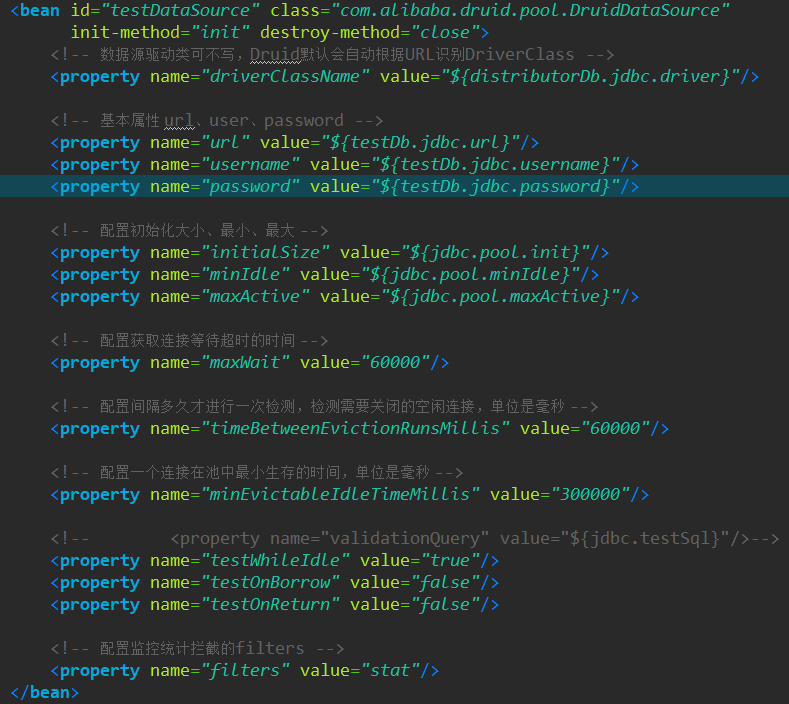 <bean id="testDataSource" class="com.alibaba.druid.pool.DruidDataSource"
init-method="init" destroy-method="close">
<!-- 数据源驱动类可不写，Druid默认会自动根据URL识别DriverClass -->
<property name="driverClassName" value="${distributorDb.jdbc.driver}"/>
<!-- 基本属性 url、user、password -->
<property name="url" value="${testDb.jdbc.url}"/>
<property name="username" value="${testDb.jdbc.username}"/>
<property name="password" value="${testDb.jdbc.password}"/>
<!-- 配置初始化大小、最小、最大 -->
<property name="initialSize" value="${jdbc.pool.init}"/>
<property name="minIdle" value="${jdbc.pool.minIdle}"/>
<property name="maxActive" value="${jdbc.pool.maxActive}"/>
<!-- 配置获取连接等待超时的时间 -->
<property name="maxWait" value="60000"/>
<!-- 配置间隔多久才进行一次检测，检测需要关闭的空闲连接，单位是毫秒 -->
<property name="timeBetweenEvictionRunsMillis" value="60000"/>
<!-- 配置一个连接在池中最小生存的时间，单位是毫秒 -->
<property name="minEvictableIdleTimeMillis" value="300000"/>
<!--        <property name="validationQuery" value="${jdbc.testSql}"/>-->
<property name="testWhileIdle" value="true"/>
<property name="testOnBorrow" value="false"/>
<property name="testOnReturn" value="false"/>
<!-- 配置监控统计拦截的filters -->
<property name="filters" value="stat"/>
</bean>